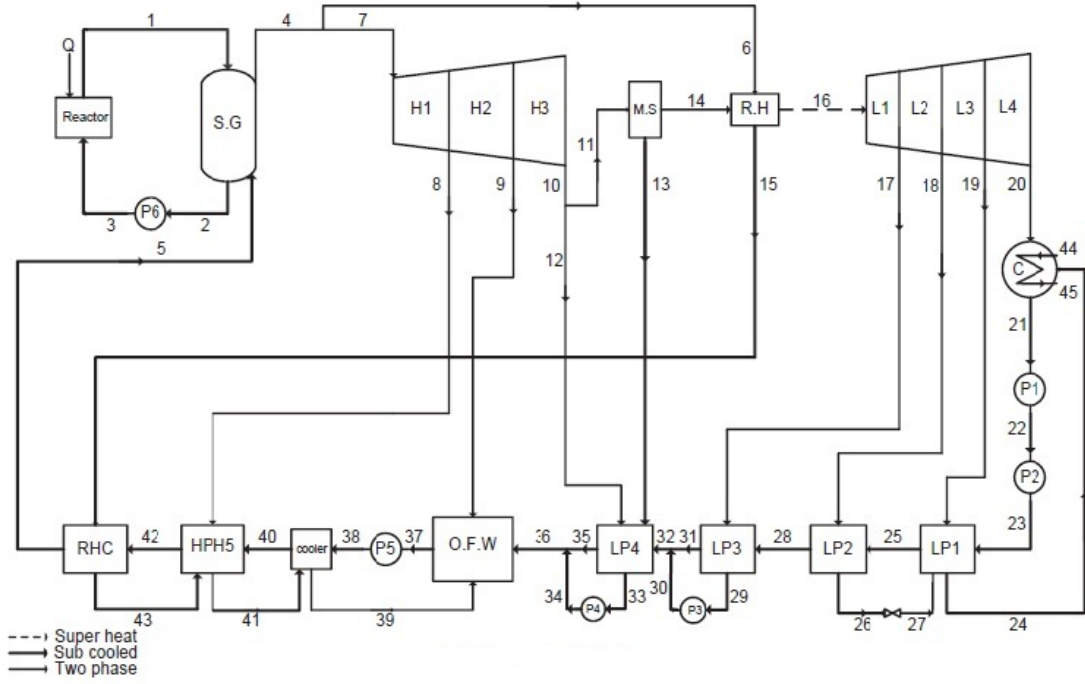 1
4
7
6
Q
Reactor
S.G
H1
H2
H3
M.S
14
R.H
16
L1
L2
L3
L4
11
8
9
10
13
15
17
18
19
20
3
P6
2
5
12
C
44
45
21
P1
22
P2
23
RHC
42
HPH5
40
cooler
38
P5
37
O.F.W
36
35
LP4
32
31
LP3
28
LP2
25
LP1
43
41
39
34
P4
33
30
P3
29
26
27
24
Super heat
Sub cooled
Two phase